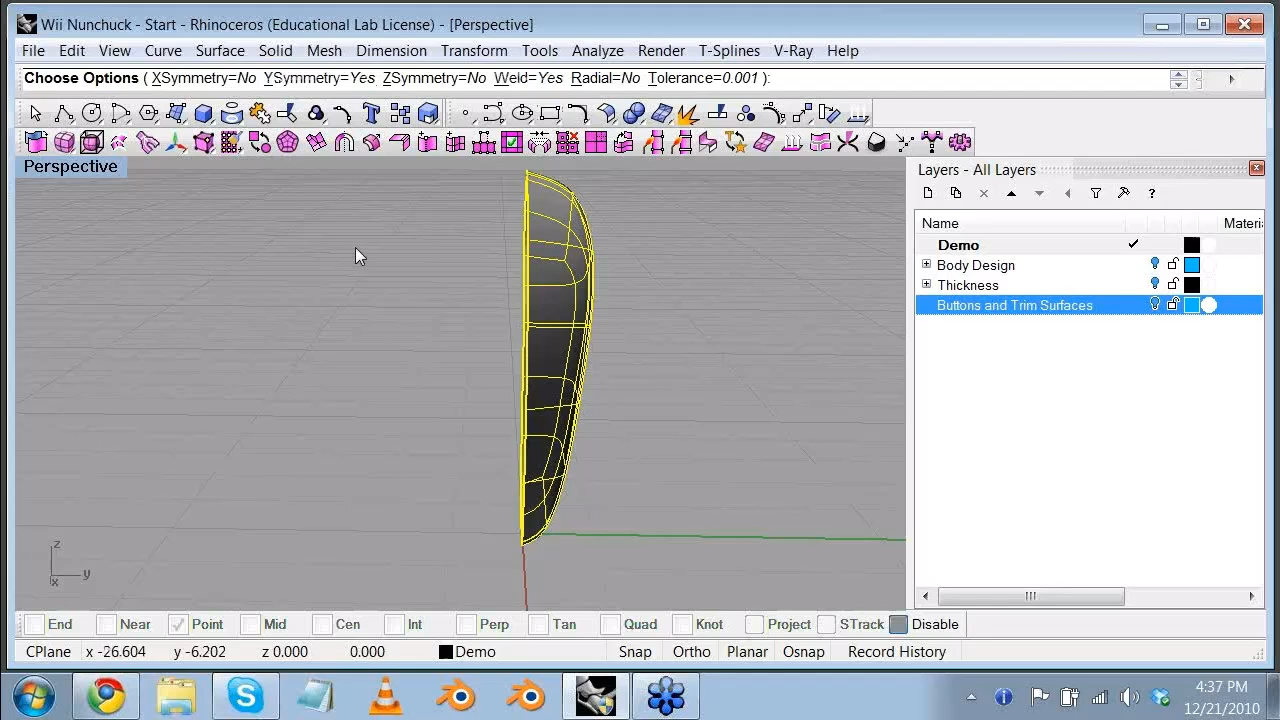 Wii Nunchuck - Start - Rhinoceros (Educational Lab License) - [Perspective]
File Edit View Curve Surface Solid Mesh Dimension Transform Tools Analyze Render T-Splines V-Ray Help
Choose Options ( XSymmetry=No YSymmetry=Yes ZSymmetry=No Weld=Yes Radial=No Tolerance=0.001 ):
Perspective
Layers - All Layers
?
Name
Demo
Body Design
Thickness
Buttons and Trim Surfaces
z
x y
End Near Point Mid Cen Int Perp Tan Quad Knot Project STrack Disable
CPlane x -26.604 y -6.202 z 0.000 0.000 Demo Snap Ortho Planar Osnap Record History
4:37 PM
12/21/2010